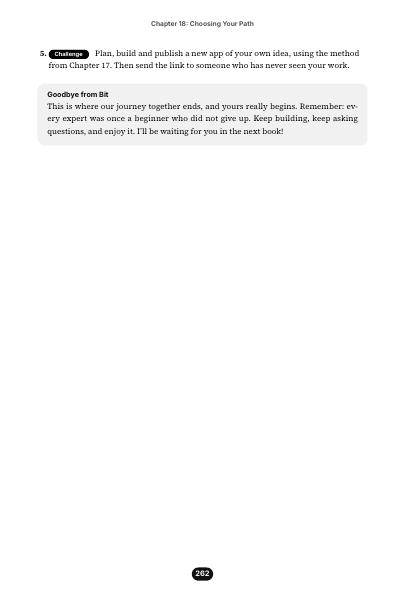 Chapter 18: Choosing Your Path
5. Challenge Plan, build and publish a new app of your own idea, using the method
from Chapter 17. Then send the link to someone who has never seen your work.
Goodbye from Bit
This is where our journey together ends, and yours really begins. Remember: ev-
ery expert was once a beginner who did not give up. Keep building, keep asking
questions, and enjoy it. I'll be waiting for you in the next book!
262